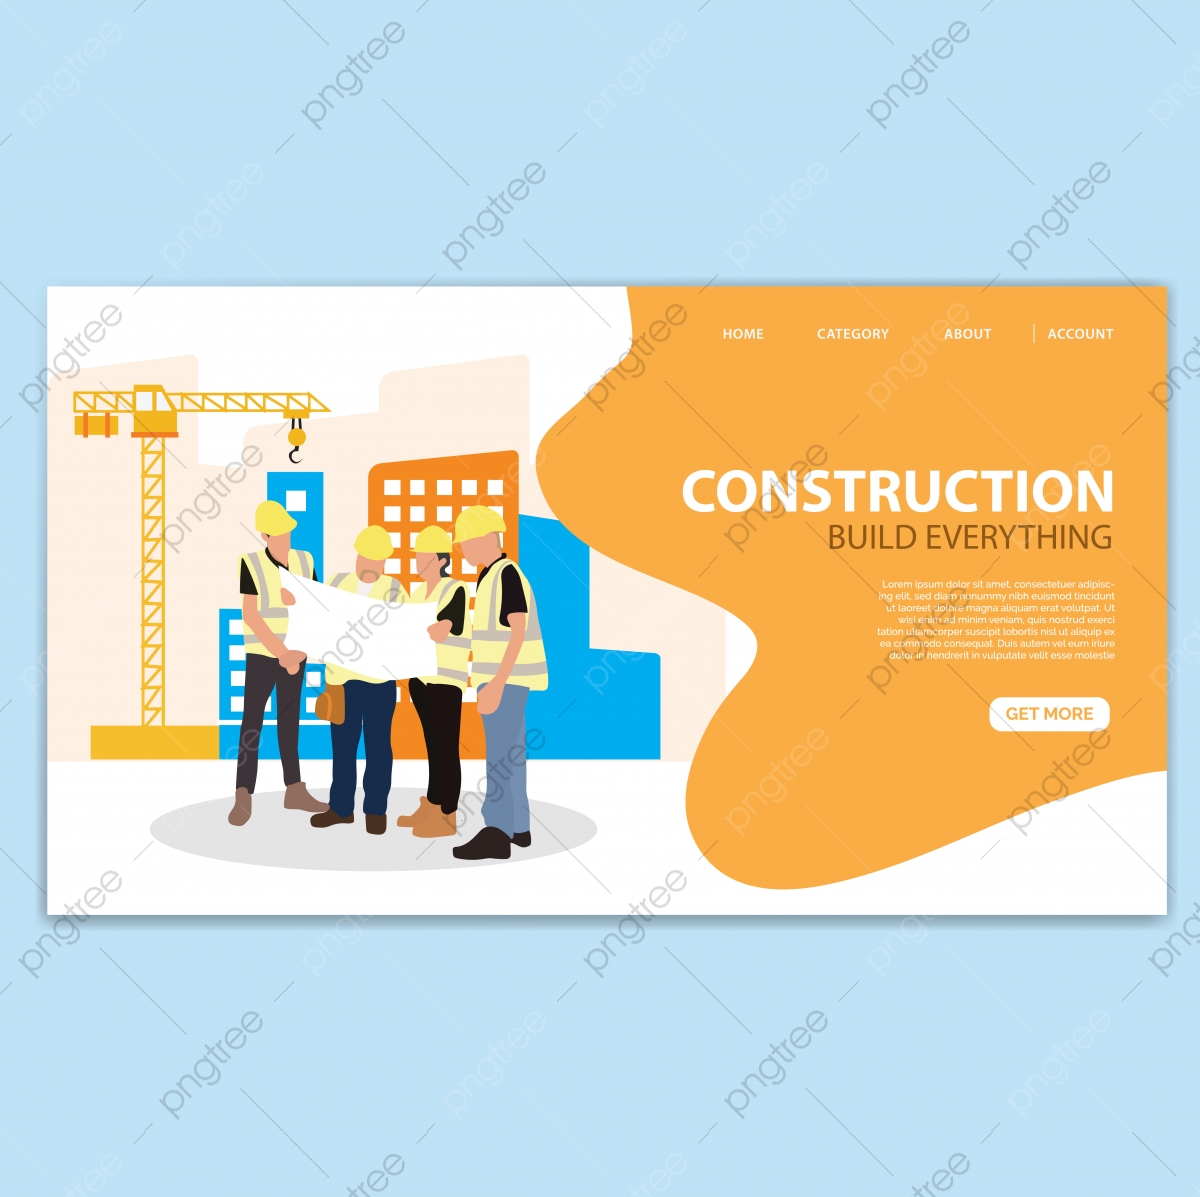 HOME CATEGORY ABOUT ACCOUNT
CONSTRUCTION
BUILD EVERYTHING
Lorem ipsum dolor sit amet, consectetuer adipisc-
ing elit, sed diam nonummy nibh euismod tincidunt
ut laoreet dolore magna aliquam erat volutpat. Ut
wisi enim ad minim veniam, quis nostrud exerci
tation ullamcorper suscipit lobortis nisl ut aliquip ex
ea commodo consequat. Duis autem vel eum iriure
dolor in hendrerit in vulputate velit esse molestie
GET MORE
pngtree